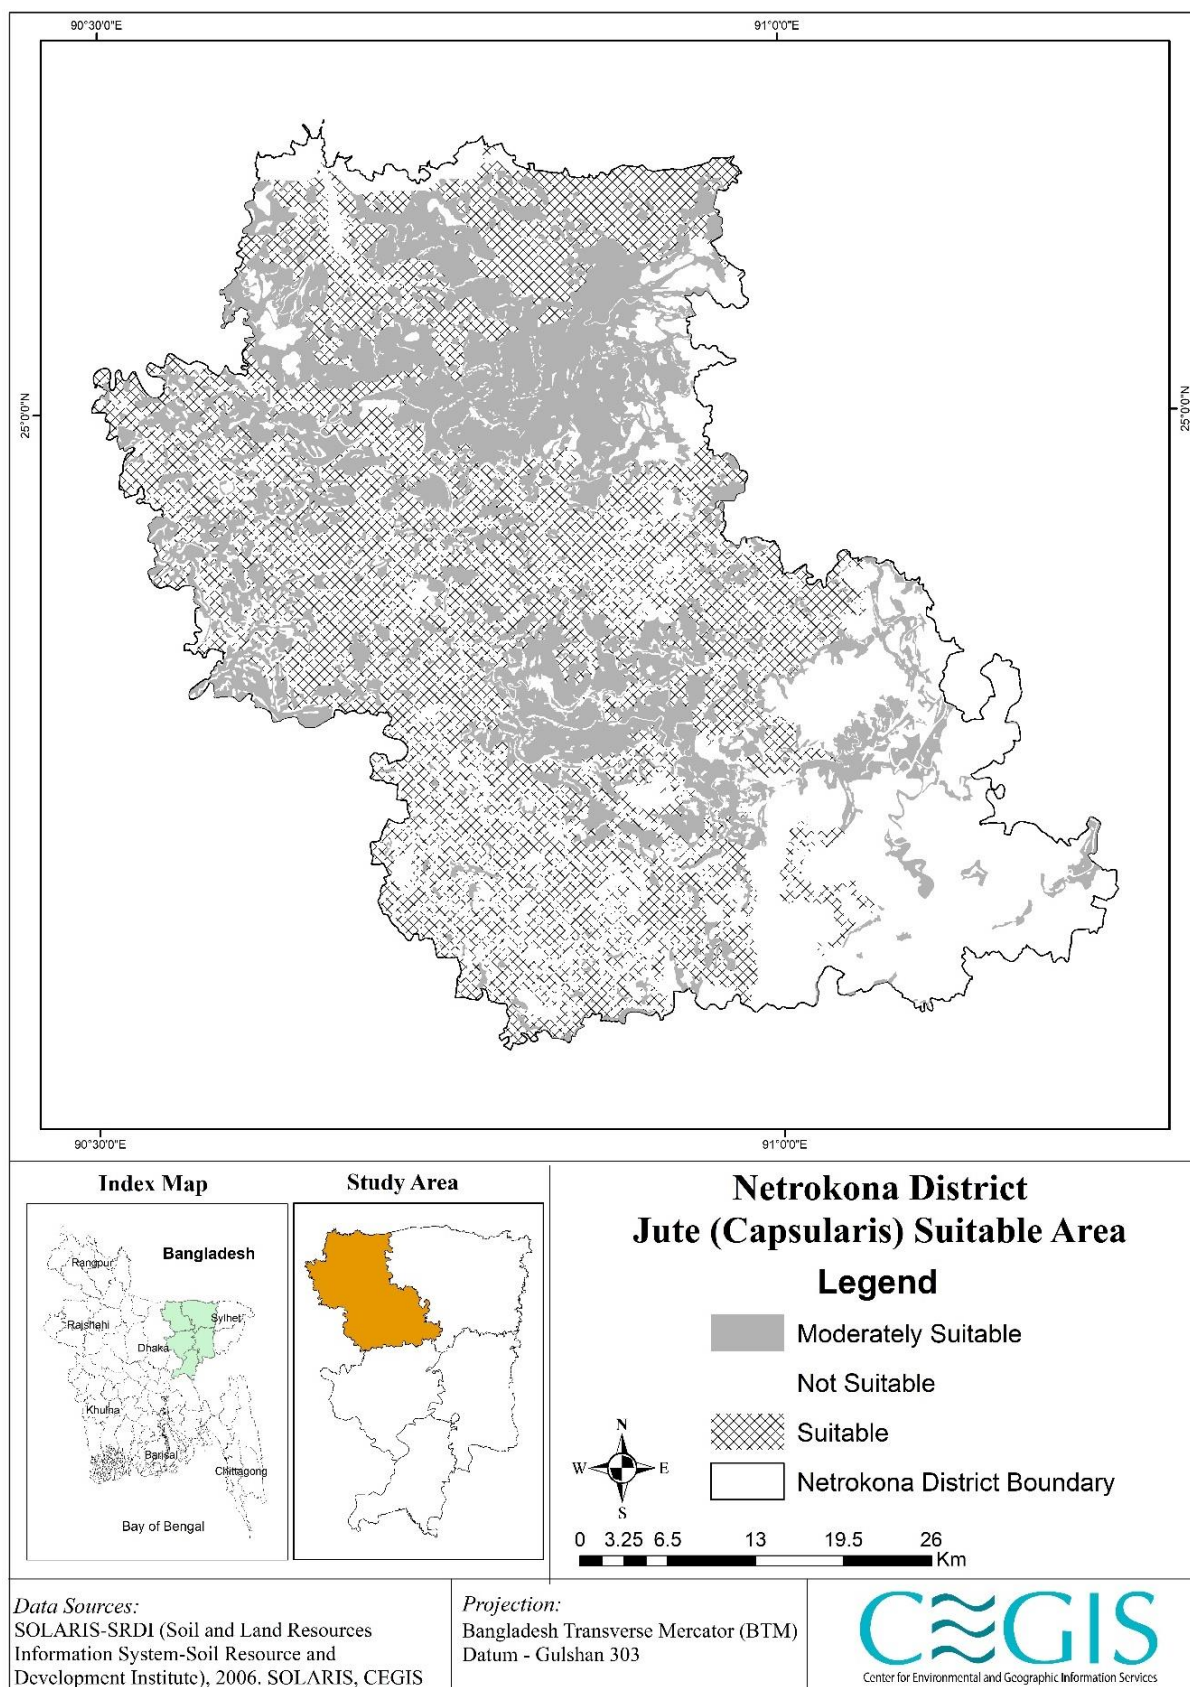 90°30'0"E
91°0'0"E
25°0'0"N
25°0'0"N
90°30'0"E
91°0'0"E
Index Map
Bangladesh
Rangpur
Rajshahi
Sylhet
Dhaka
Khulna
Barisal
Chittagong
Bay of Bengal
Study Area
Netrokona District
Jute (Capsularis) Suitable Area
Legend
Moderately Suitable
Not Suitable
Suitable
Netrokona District Boundary
N
W E
S
0 3.25 6.5 13 19.5 26
Km
Data Sources:
SOLARIS-SRDI (Soil and Land Resources
Information System-Soil Resource and
Development Institute), 2006. SOLARIS, CEGIS
Projection:
Bangladesh Transverse Mercator (BTM)
Datum - Gulshan 303
CEGIS
Center for Environmental and Geographic Information Services